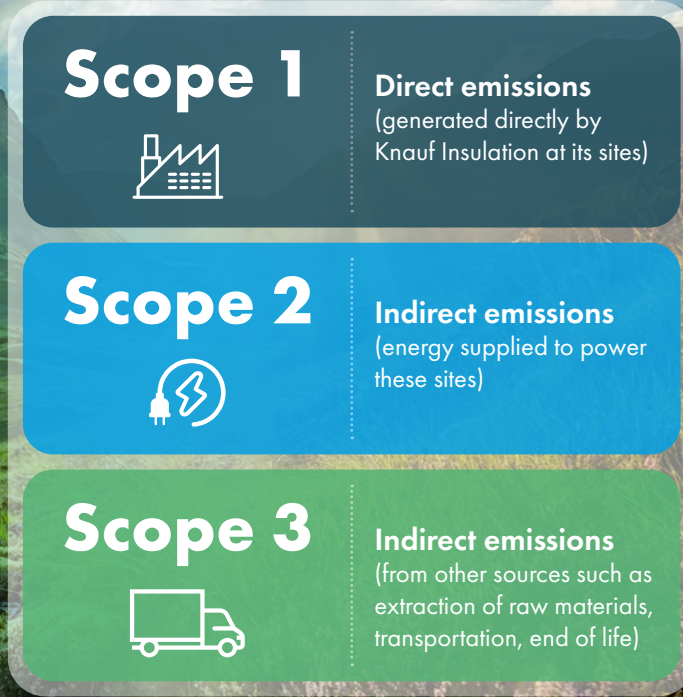 Scope 1
Direct emissions
(generated directly by
Knauf Insulation at its sites)
Scope 2
Indirect emissions
(energy supplied to power
these sites)
Scope 3
Indirect emissions
(from other sources such as
extraction of raw materials,
transportation, end of life)